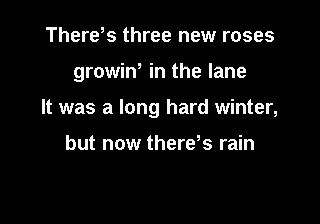 There's three new roses
growin' in the lane
It was a long hard winter,
but now there's rain